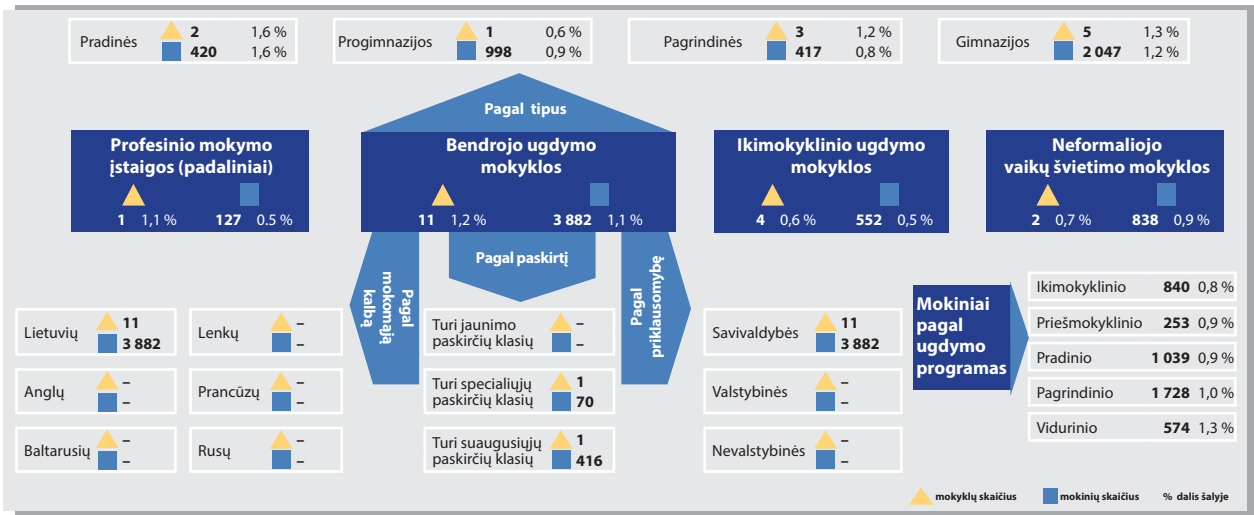 Pradinės 2 1,6 %
420 1,6 %
Progimnazijos 1 0,6 %
998 0,9 %
Pagrindinės 3 1,2 %
417 0,8 %
Gimnazijos 5 1,3 %
2 047 1,2 %
Pagal tipus
Profesinio mokymo
įstaigos (padaliniai)
1 1,1 % 127 0.5 %
Bendrojo ugdymo
mokyklos
11 1,2 % 3 882 1,1 %
Ikimokyklinio ugdymo
mokyklos
4 0,6 % 552 0,5 %
Neformaliojo
vaikų švietimo mokyklos
2 0,7 % 838 0,9 %
Pagal
mokomąją
kalbą
Pagal paskirtį
Pagal
priklausomybę
Lietuvių 11
3 882
Lenkų –
–
Anglų –
–
Prancūzų –
–
Baltarusių –
–
Rusų –
–
Turi jaunimo
paskirčių klasių
–
–
Turi specialiųjų
paskirčių klasių
1
70
Turi suaugusiųjų
paskirčių klasių
1
416
Savivaldybės 11
3 882
Valstybinės –
–
Nevalstybinės –
–
Mokiniai
pagal
ugdymo
programas
Ikimokyklinio 840 0,8 %
Priešmokyklinio 253 0,9 %
Pradinio 1 039 0,9 %
Pagrindinio 1 728 1,0 %
Vidurinio 574 1,3 %
mokyklų skaičius mokinių skaičius % dalis šalyje